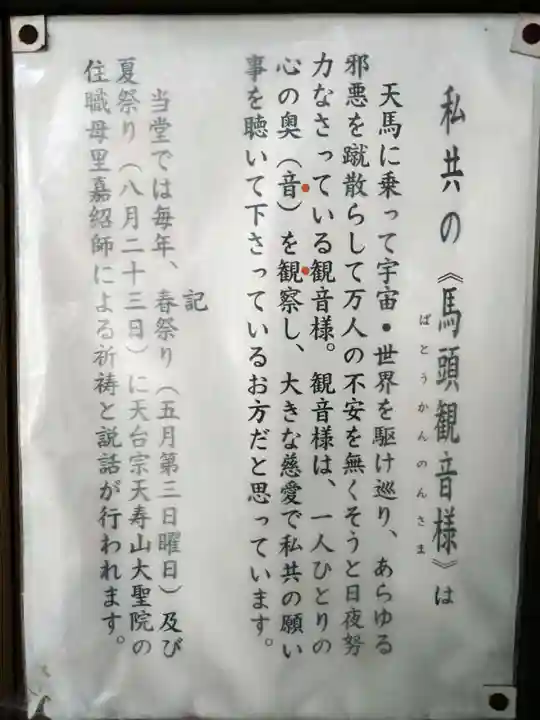 私共の《馬頭観音様》は
ばとうかんのんさま
天馬に乗って宇宙・世界を駆け巡り、あらゆる
邪悪を蹴散らして万人の不安を無くそうと日夜努
力なさっている観音様。観音様は、一人ひとりの
心の奥（音）を観察し、大きな慈愛で私共の願い
事を聴いて下さっているお方だと思っています。
記
当堂では毎年、春祭り（五月第三日曜日）及び
夏祭り（八月二十三日）に天台宗天寿山大聖院の
住職母里嘉紹師による祈祷と説話が行われます。